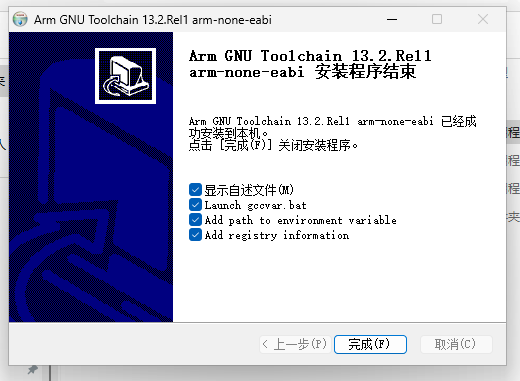 Arm GNU Toolchain 13.2.Rel1 arm-none-eabi
Arm GNU Toolchain 13.2.Rel1
arm-none-eabi 安装程序结束
Arm GNU Toolchain 13.2.Rel1 arm-none-eabi 已经成
功安装到本机。
点击 [完成(F)] 关闭安装程序。
显示自述文件(M)
Launch gccvar.bat
Add path to environment variable
Add registry information
< 上一步(P)
完成(F)
取消(C)
程
程
程
夹